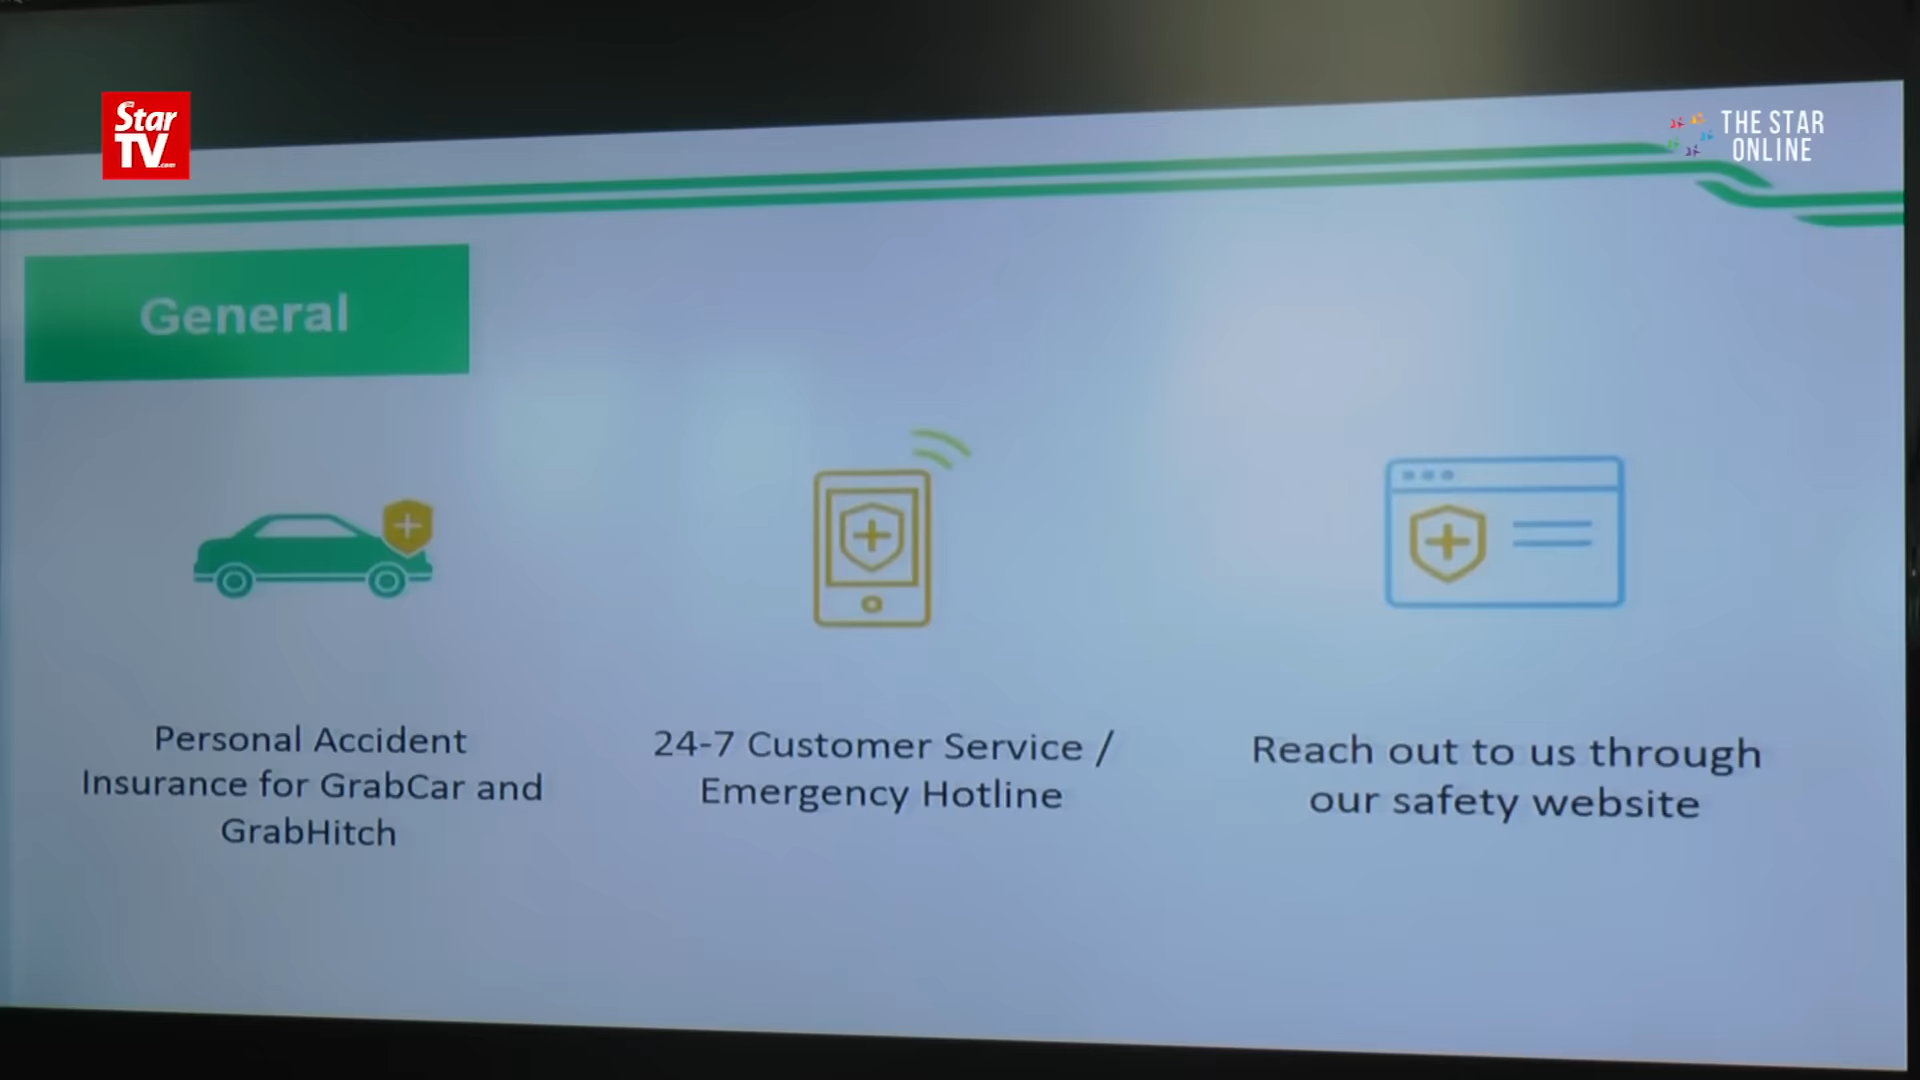 Star
TV.com
THE STAR
ONLINE
General
Personal Accident
Insurance for GrabCar and
GrabHitch
24-7 Customer Service /
Emergency Hotline
Reach out to us through
our safety website